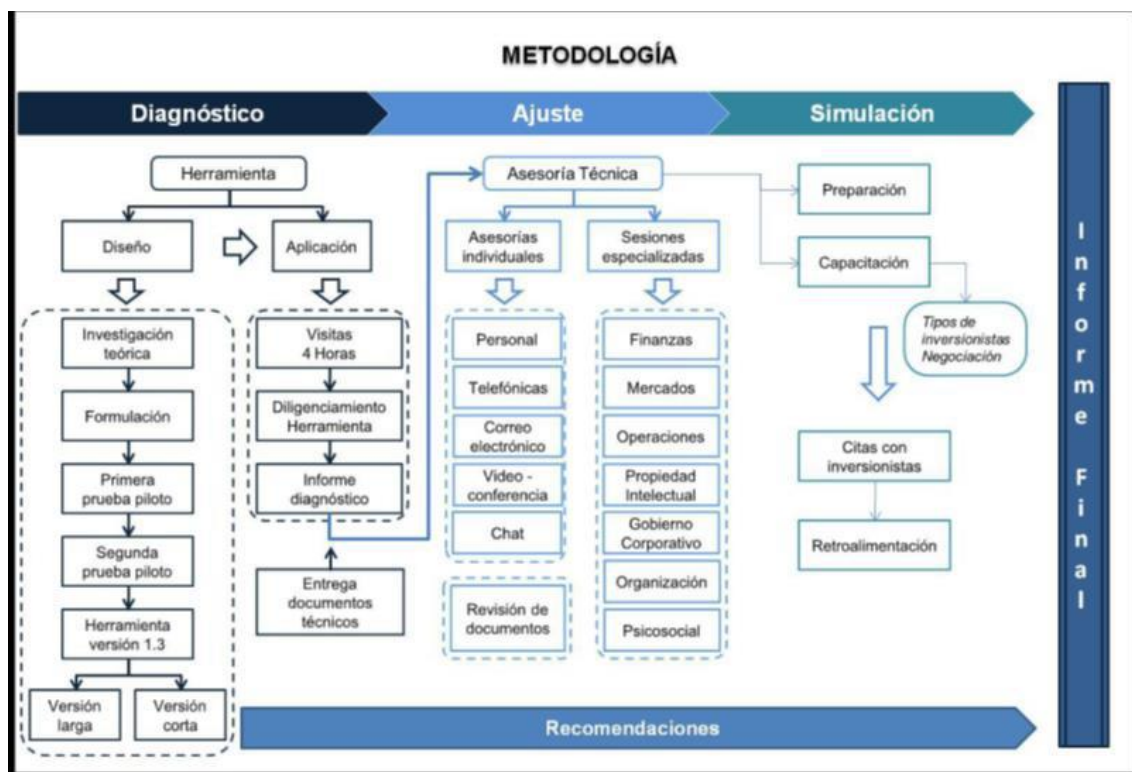 METODOLOGÍA
Diagnóstico
Ajuste
Simulación
Herramienta
Diseño
Aplicación
Investigación
teórica
Formulación
Primera
prueba piloto
Segunda
prueba piloto
Herramienta
versión 1.3
Versión
larga
Versión
corta
Visitas
4 Horas
Diligenciamiento
Herramienta
Informe
diagnóstico
Entrega
documentos
técnicos
Asesoría Técnica
Asesorías
individuales
Sesiones
especializadas
Personal
Telefónicas
Correo
electrónico
Video -
conferencia
Chat
Revisión de
documentos
Finanzas
Mercados
Operaciones
Propiedad
Intelectual
Gobierno
Corporativo
Organización
Psicosocial
Preparación
Capacitación
Tipos de
inversionistas
Negociación
Citas con
inversionistas
Retroalimentación
Recomendaciones
Informe Final